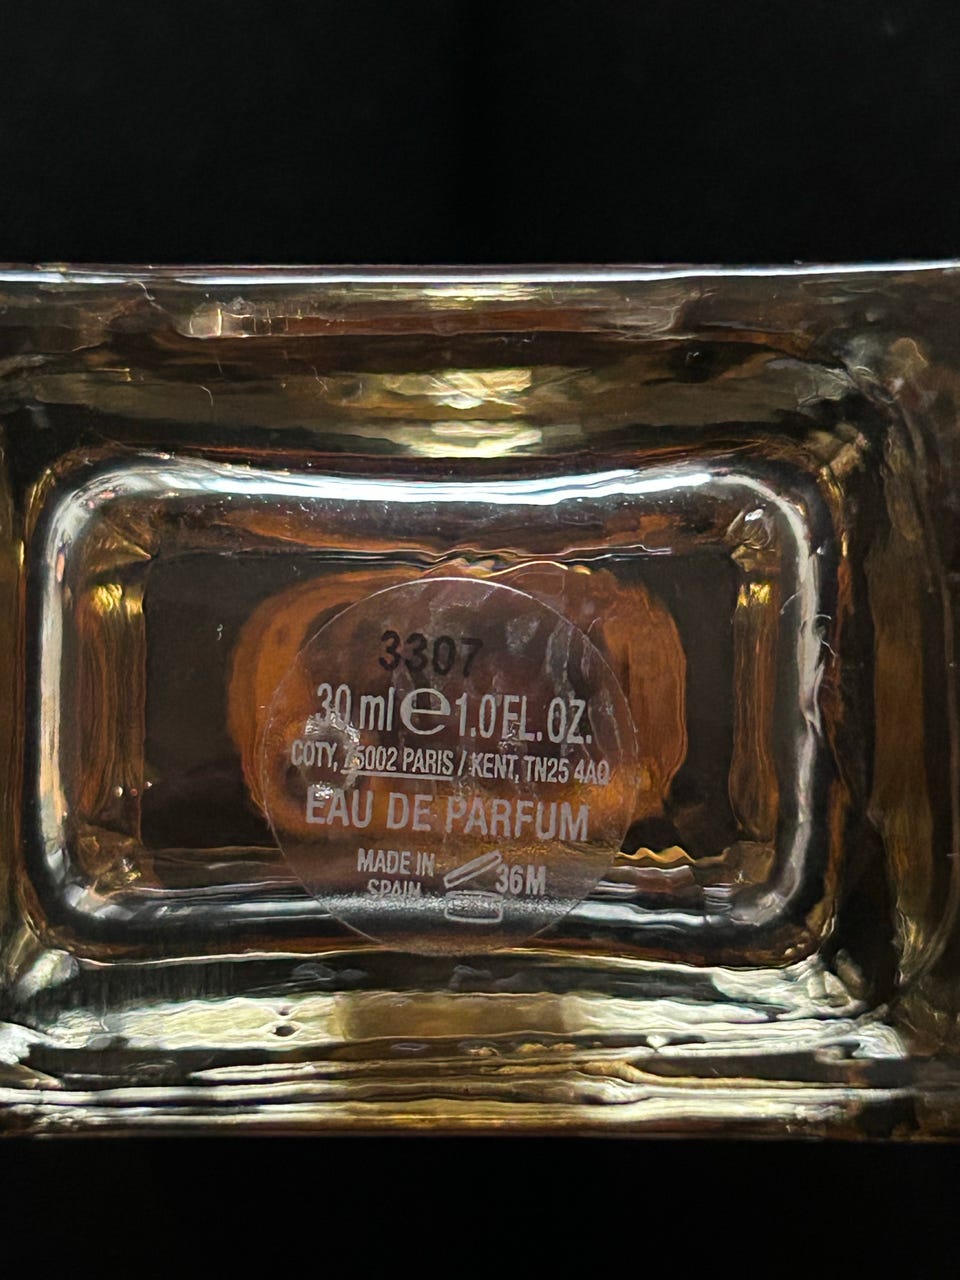 3307
30 ml e 1.0 FL. OZ.
COTY, 75002 PARIS / KENT, TN25 4AQ
EAU DE PARFUM
MADE IN
SPAIN
36M